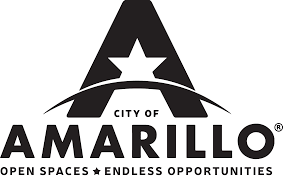 A
CITY OF
AMARILLO®
OPEN SPACES ★ ENDLESS OPPORTUNITIES